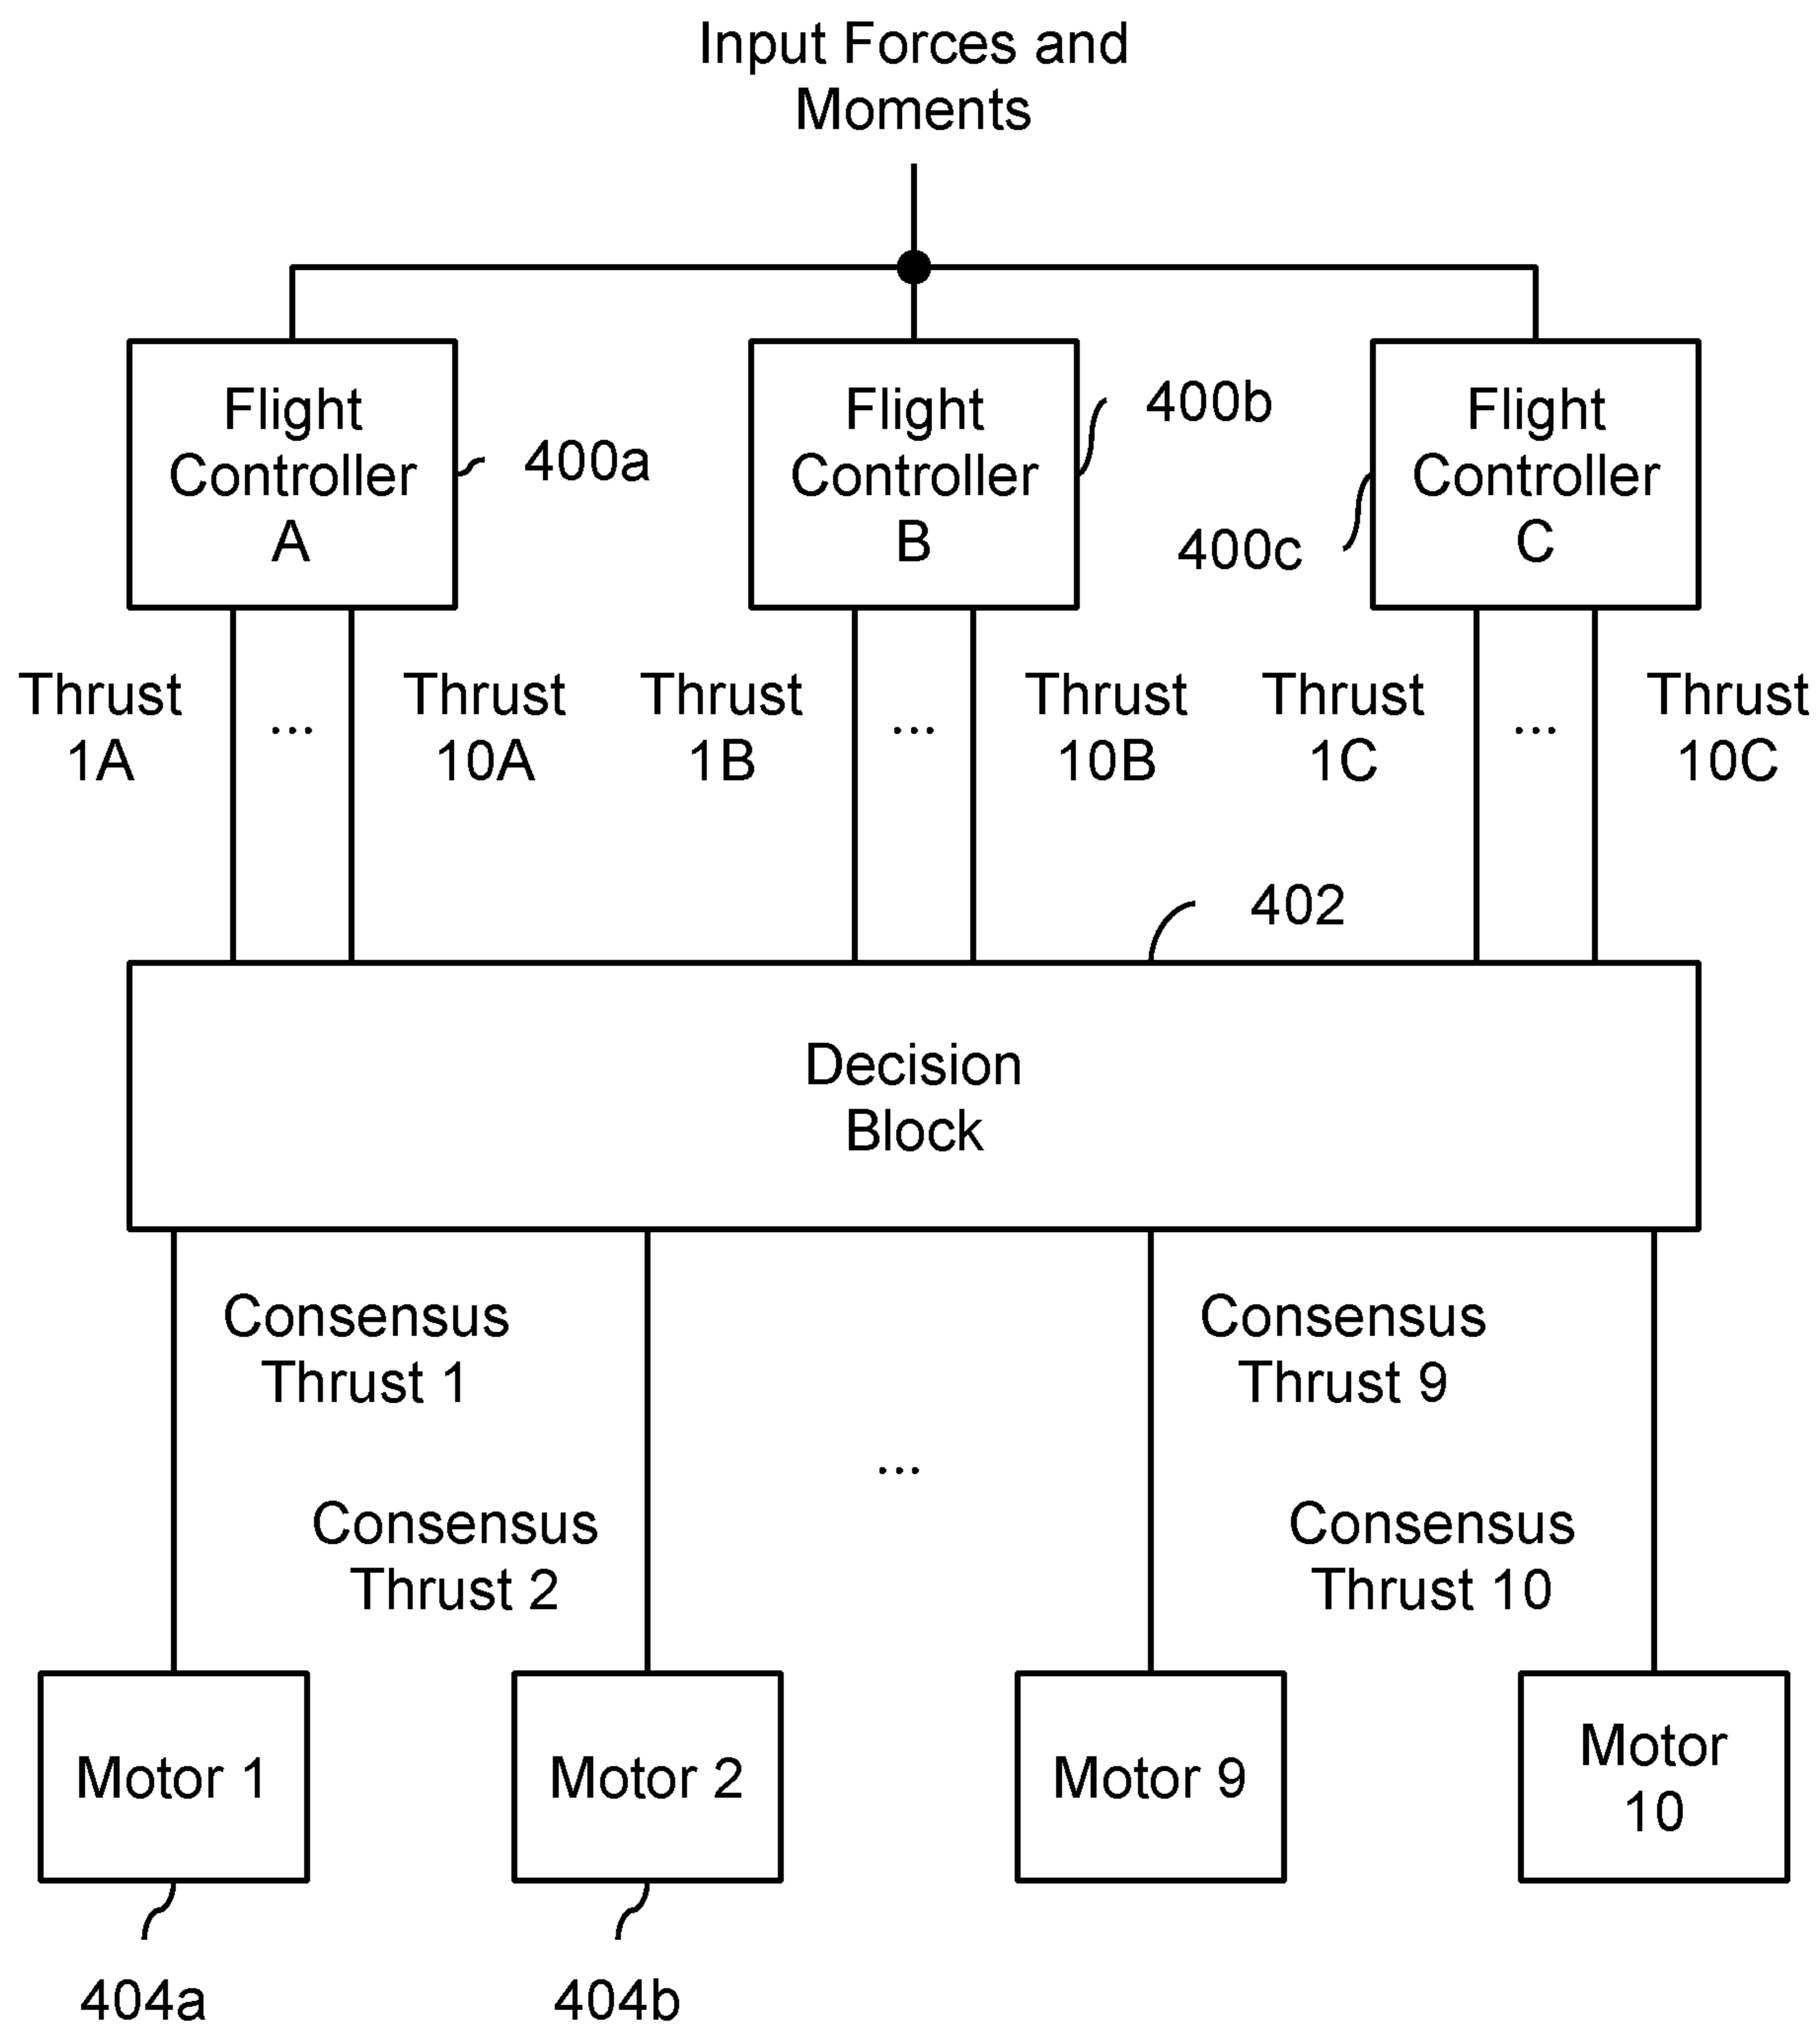 Input Forces and
Moments
Flight
Controller
A
400a
Flight
Controller
B
400b
400c
Flight
Controller
C
Thrust
1A
...
Thrust
10A
Thrust
1B
...
Thrust
10B
Thrust
1C
...
Thrust
10C
402
Decision
Block
Consensus
Thrust 1
Consensus
Thrust 2
...
Consensus
Thrust 9
Consensus
Thrust 10
Motor 1
Motor 2
Motor 9
Motor
10
404a
404b